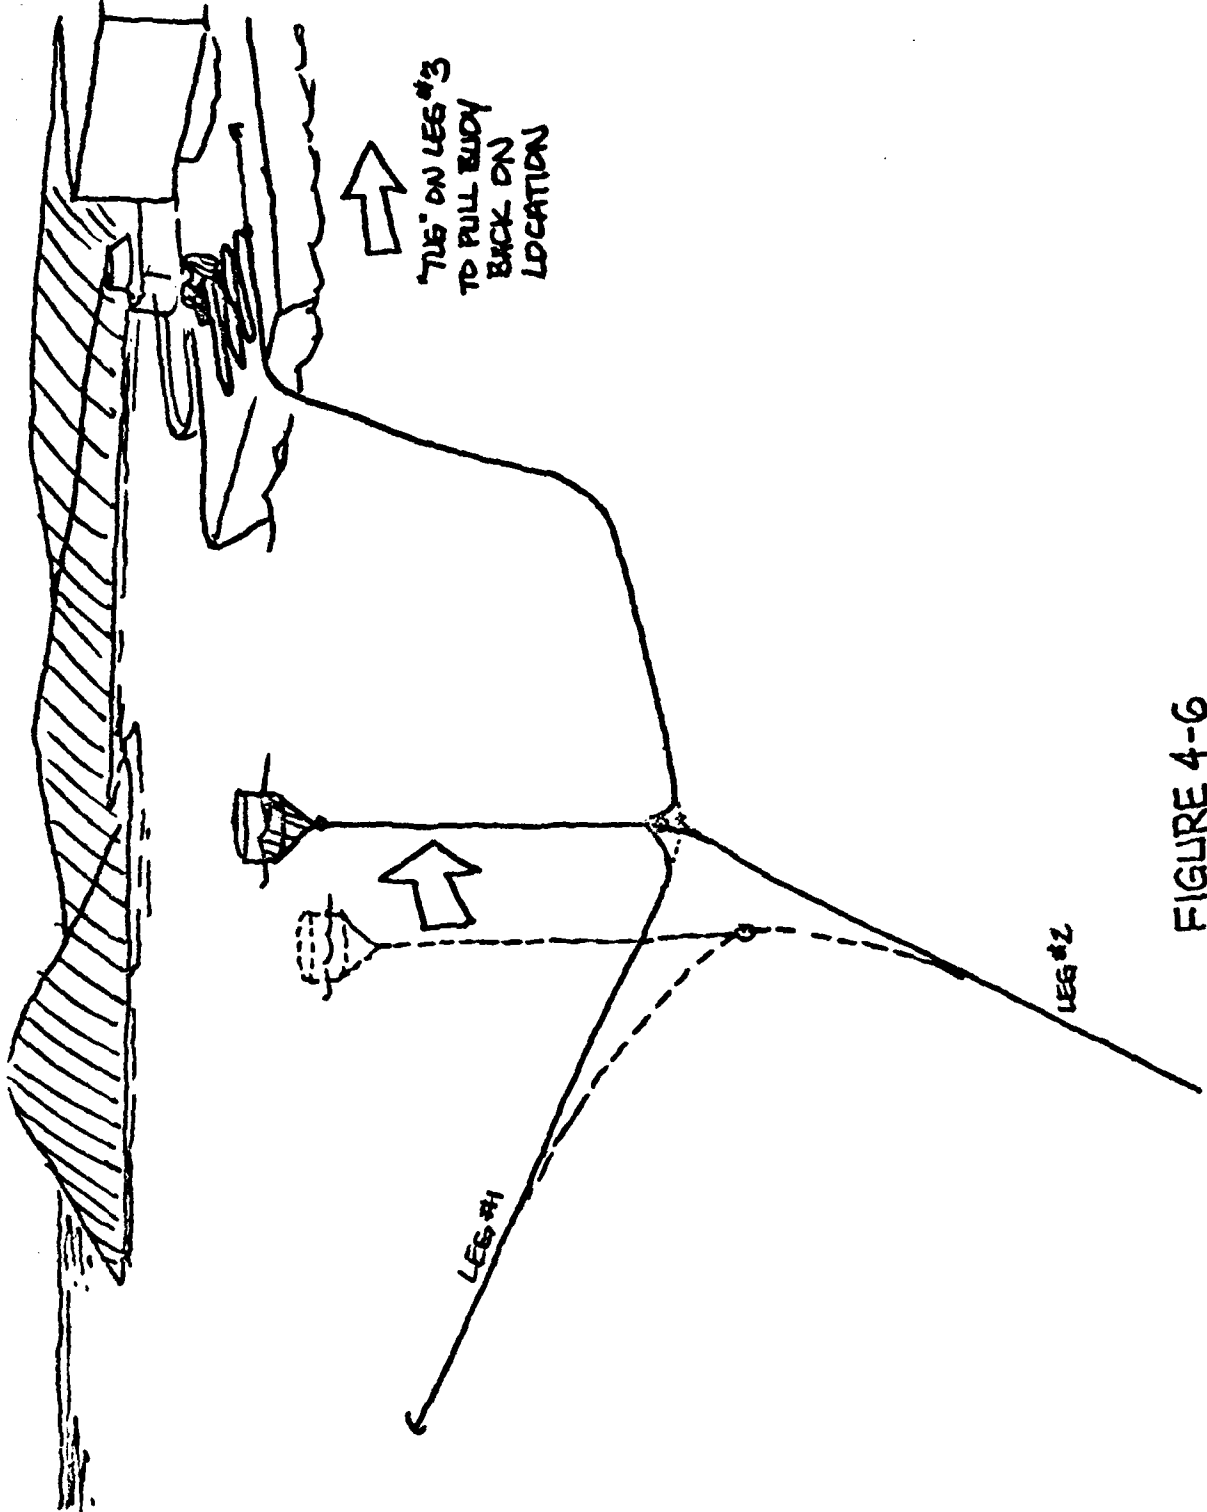 "TUG" ON LEG #3
TO PULL BUOY
BACK ON
LOCATION
LEG #1
LEG #2
FIGURE 4-6